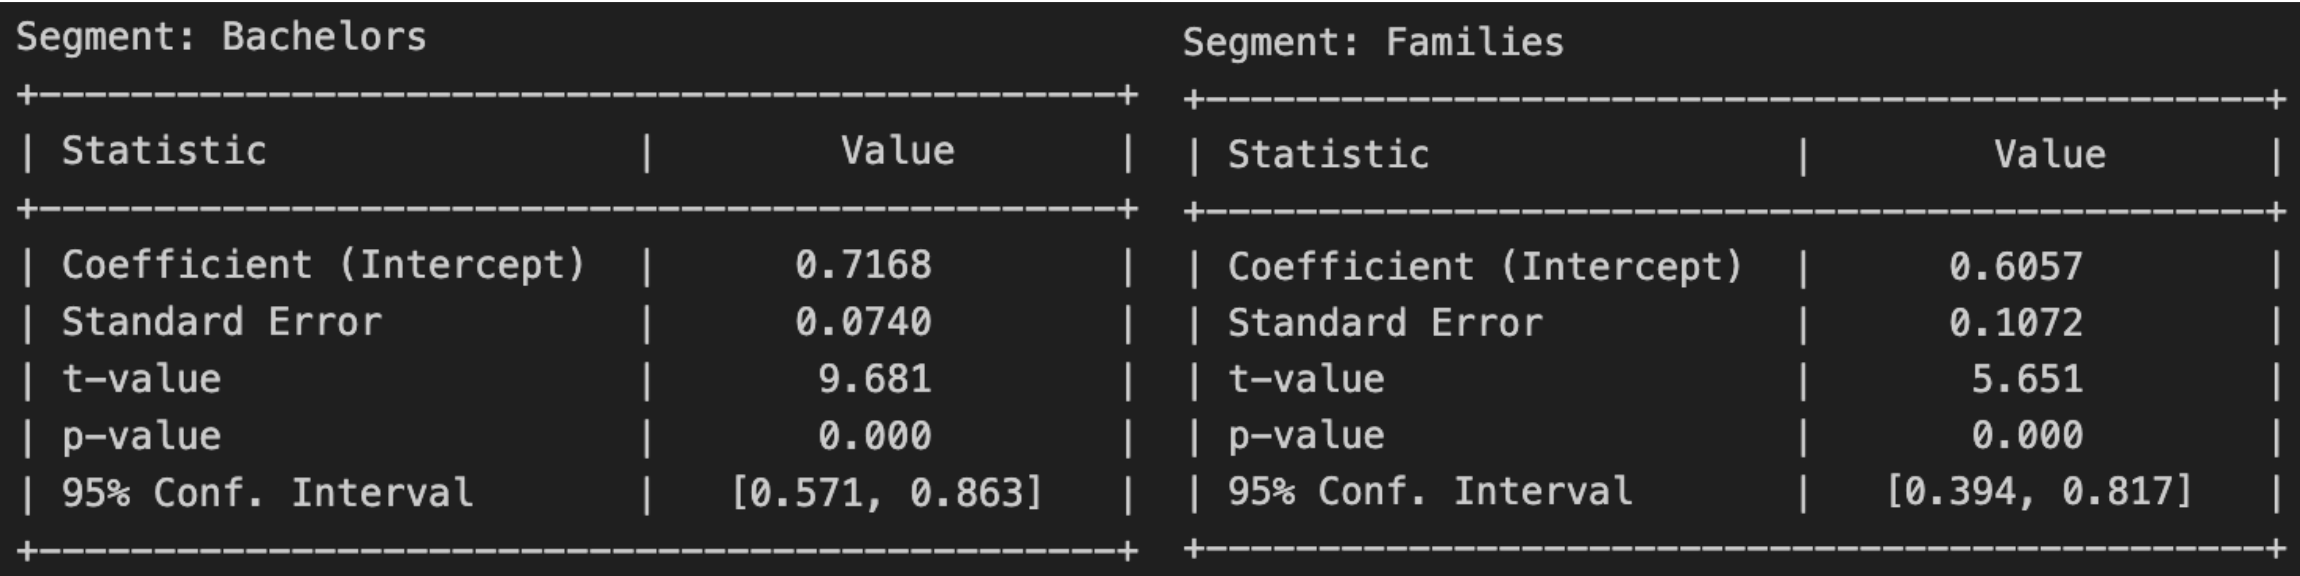 Segment: Bachelors
+-----------------------------------------------+
| Statistic                |        Value       |
+-----------------------------------------------+
| Coefficient (Intercept)  |      0.7168        |
| Standard Error           |      0.0740        |
| t-value                  |       9.681        |
| p-value                  |       0.000        |
| 95% Conf. Interval       |   [0.571, 0.863]   |
+-----------------------------------------------+
Segment: Families
+-----------------------------------------------+
| Statistic                |        Value       |
+-----------------------------------------------+
| Coefficient (Intercept)  |      0.6057        |
| Standard Error           |      0.1072        |
| t-value                  |       5.651        |
| p-value                  |       0.000        |
| 95% Conf. Interval       |   [0.394, 0.817]   |
+-----------------------------------------------+